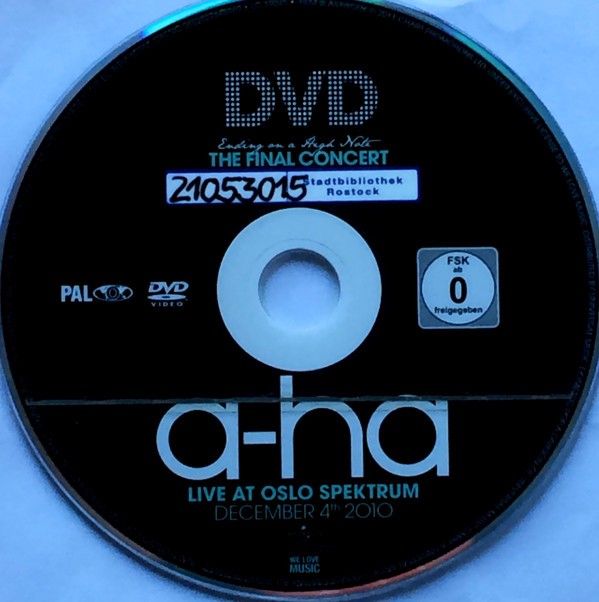 DVD
Ending on a High Note
THE FINAL CONCERT
21053015
Stadtbibliothek
Rostock
PAL 0
DVD
VIDEO
FSK
ab
0
freigegeben
a-ha
LIVE AT OSLO SPEKTRUM
DECEMBER 4th 2010
WE LOVE
MUSIC